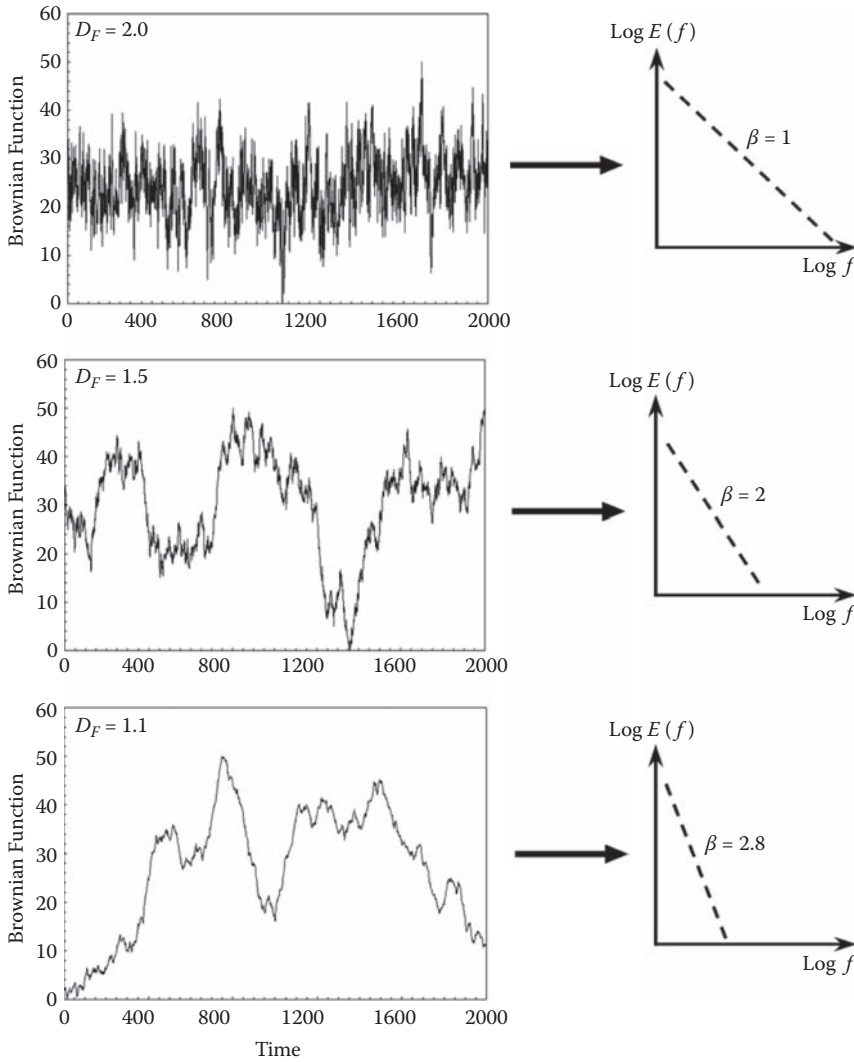 D_F = 2.0
60
50
40
30
20
10
0
Brownian Function
0 400 800 1200 1600 2000
Log E (f)
β = 1
Log f
D_F = 1.5
60
50
40
30
20
10
0
Brownian Function
0 400 800 1200 1600 2000
Log E (f)
β = 2
Log f
D_F = 1.1
60
50
40
30
20
10
0
Brownian Function
0 400 800 1200 1600 2000
Time
Log E (f)
β = 2.8
Log f